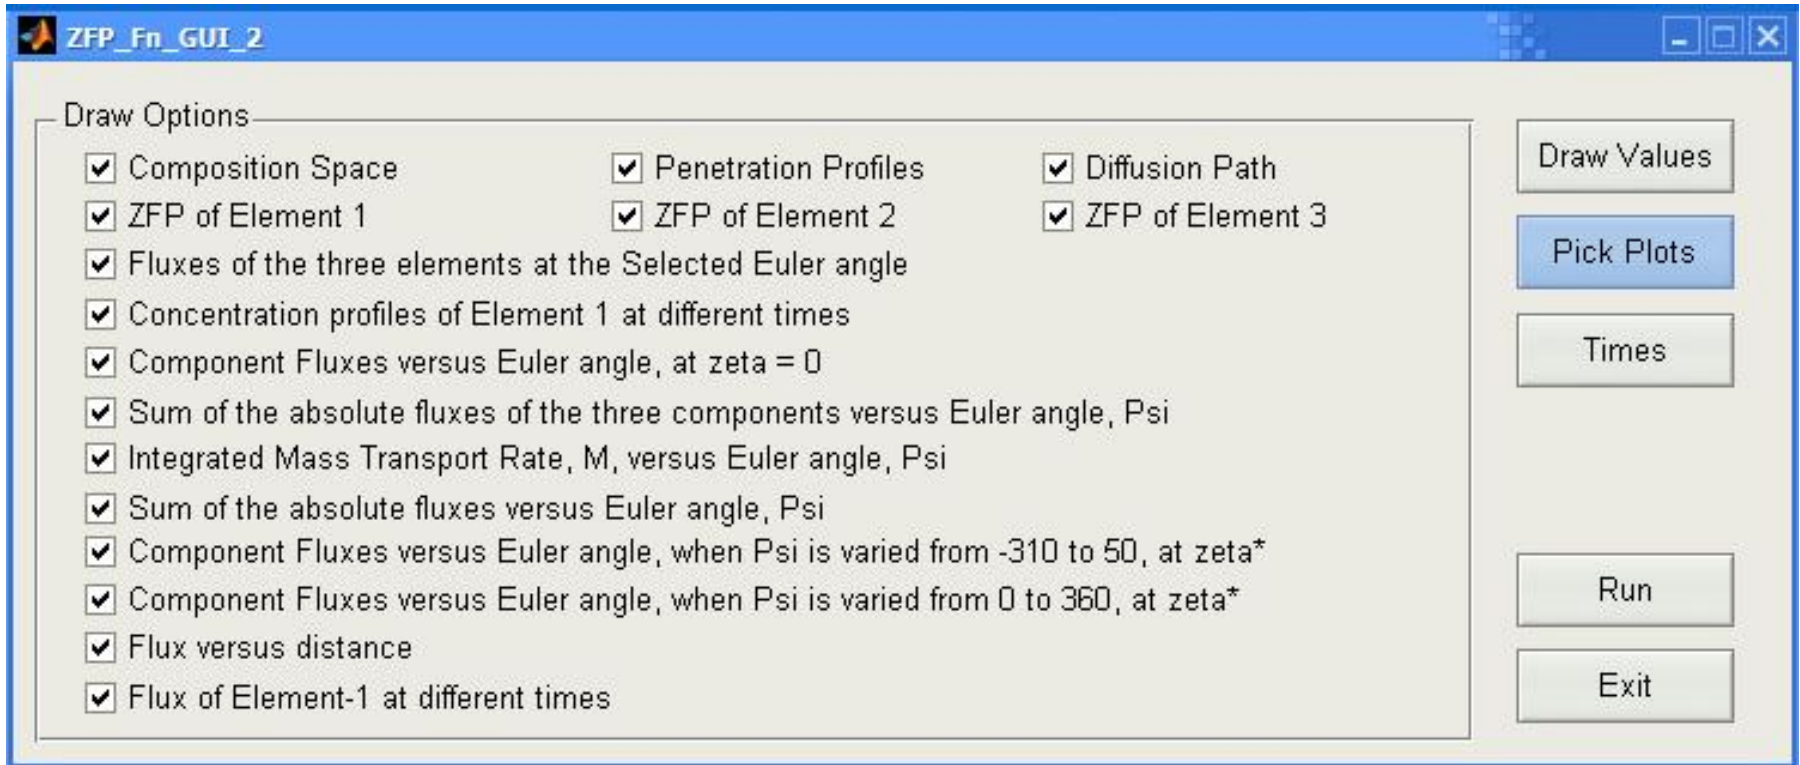 ZFP_Fn_GUI_2
Draw Options
Composition Space Penetration Profiles Diffusion Path
ZFP of Element 1 ZFP of Element 2 ZFP of Element 3
Fluxes of the three elements at the Selected Euler angle
Concentration profiles of Element 1 at different times
Component Fluxes versus Euler angle, at zeta = 0
Sum of the absolute fluxes of the three components versus Euler angle, Psi
Integrated Mass Transport Rate, M, versus Euler angle, Psi
Sum of the absolute fluxes versus Euler angle, Psi
Component Fluxes versus Euler angle, when Psi is varied from -310 to 50, at zeta*
Component Fluxes versus Euler angle, when Psi is varied from 0 to 360, at zeta*
Flux versus distance
Flux of Element-1 at different times
Draw Values
Pick Plots
Times
Run
Exit